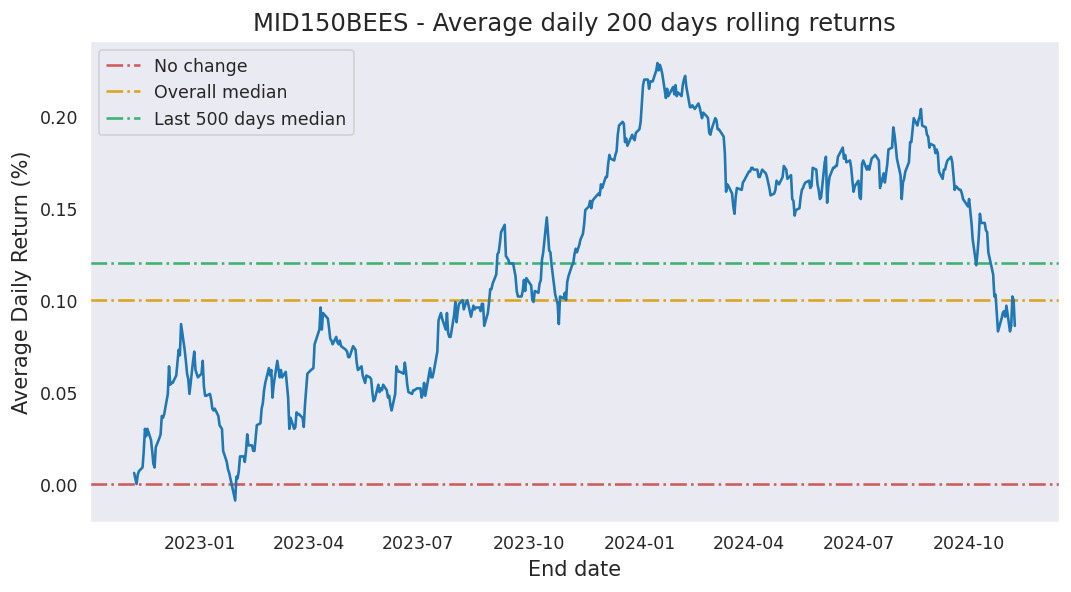 MID150BEES - Average daily 200 days rolling returns
No change
Overall median
Last 500 days median
Average Daily Return (%)
0.20
0.15
0.10
0.05
0.00
2023-01 2023-04 2023-07 2023-10 2024-01 2024-04 2024-07 2024-10
End date